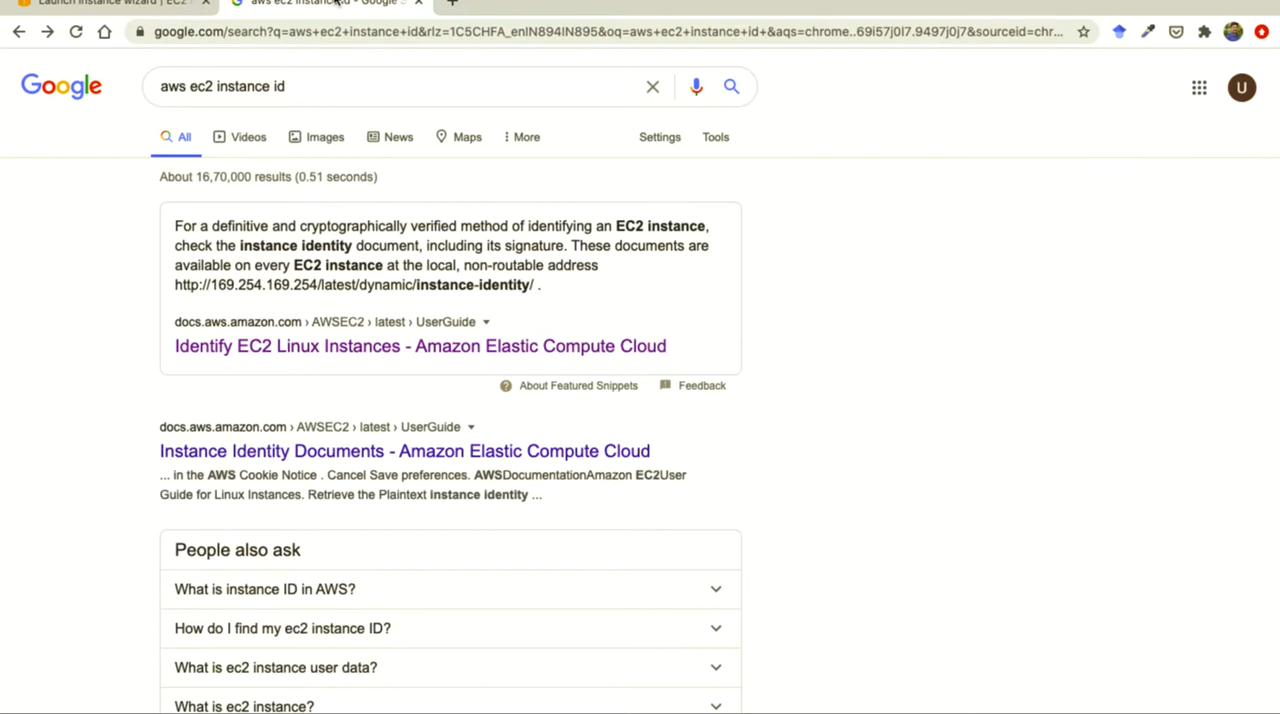 Launch instance wizard | EC2
aws ec2 instance id - Google S
google.com/search?q=aws+ec2+instance+id&rlz=1C5CHFA_enIN894IN895&oq=aws+ec2+instance+id+&aqs=chrome..69i57j0l7.9497j0j7&sourceid=chr...
Google
aws ec2 instance id
U
All
Videos
Images
News
Maps
More
Settings
Tools
About 16,70,000 results (0.51 seconds)
For a definitive and cryptographically verified method of identifying an EC2 instance,
check the instance identity document, including its signature. These documents are
available on every EC2 instance at the local, non-routable address
http://169.254.169.254/latest/dynamic/instance-identity/ .
docs.aws.amazon.com › AWSEC2 › latest › UserGuide
Identify EC2 Linux Instances - Amazon Elastic Compute Cloud
About Featured Snippets
Feedback
docs.aws.amazon.com › AWSEC2 › latest › UserGuide
Instance Identity Documents - Amazon Elastic Compute Cloud
... in the AWS Cookie Notice . Cancel Save preferences. AWSDocumentationAmazon EC2User
Guide for Linux Instances. Retrieve the Plaintext instance identity ...
People also ask
What is instance ID in AWS?
How do I find my ec2 instance ID?
What is ec2 instance user data?
What is ec2 instance?